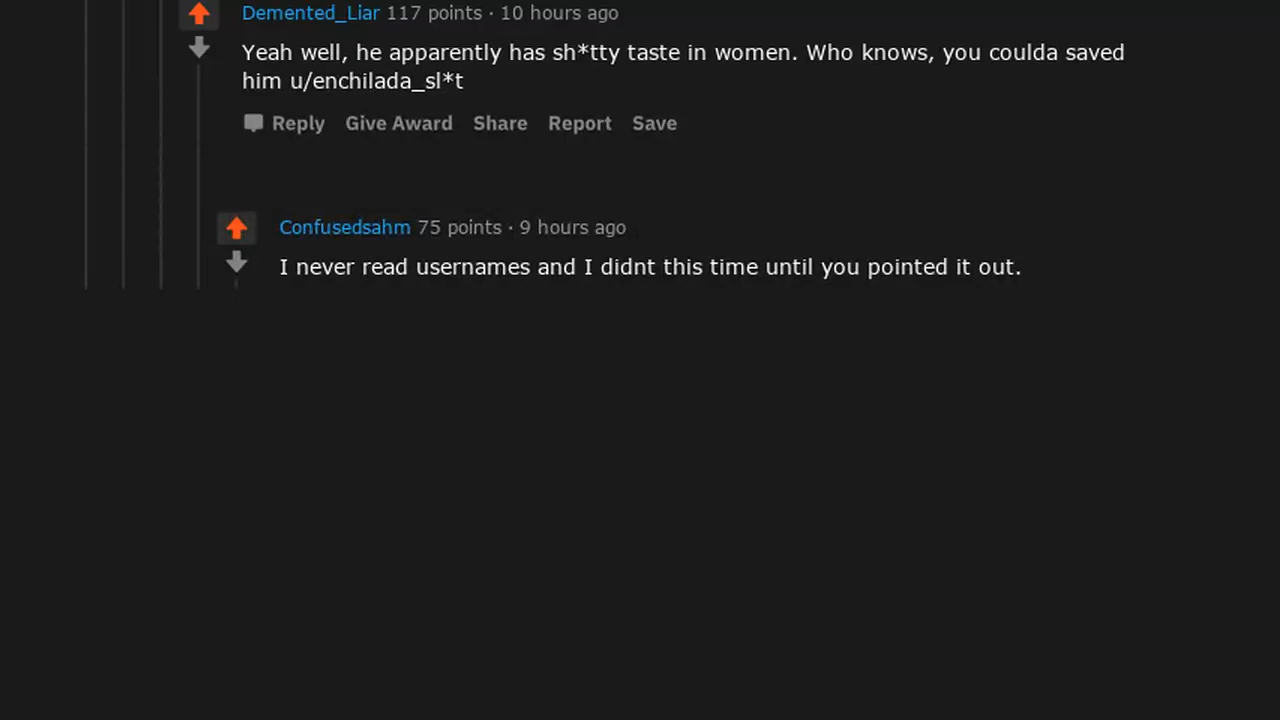 Demented_Liar 117 points · 10 hours ago
Yeah well, he apparently has sh*tty taste in women. Who knows, you coulda saved
him u/enchilada_sl*t
Reply Give Award Share Report Save
Confusedsahm 75 points · 9 hours ago
I never read usernames and I didnt this time until you pointed it out.